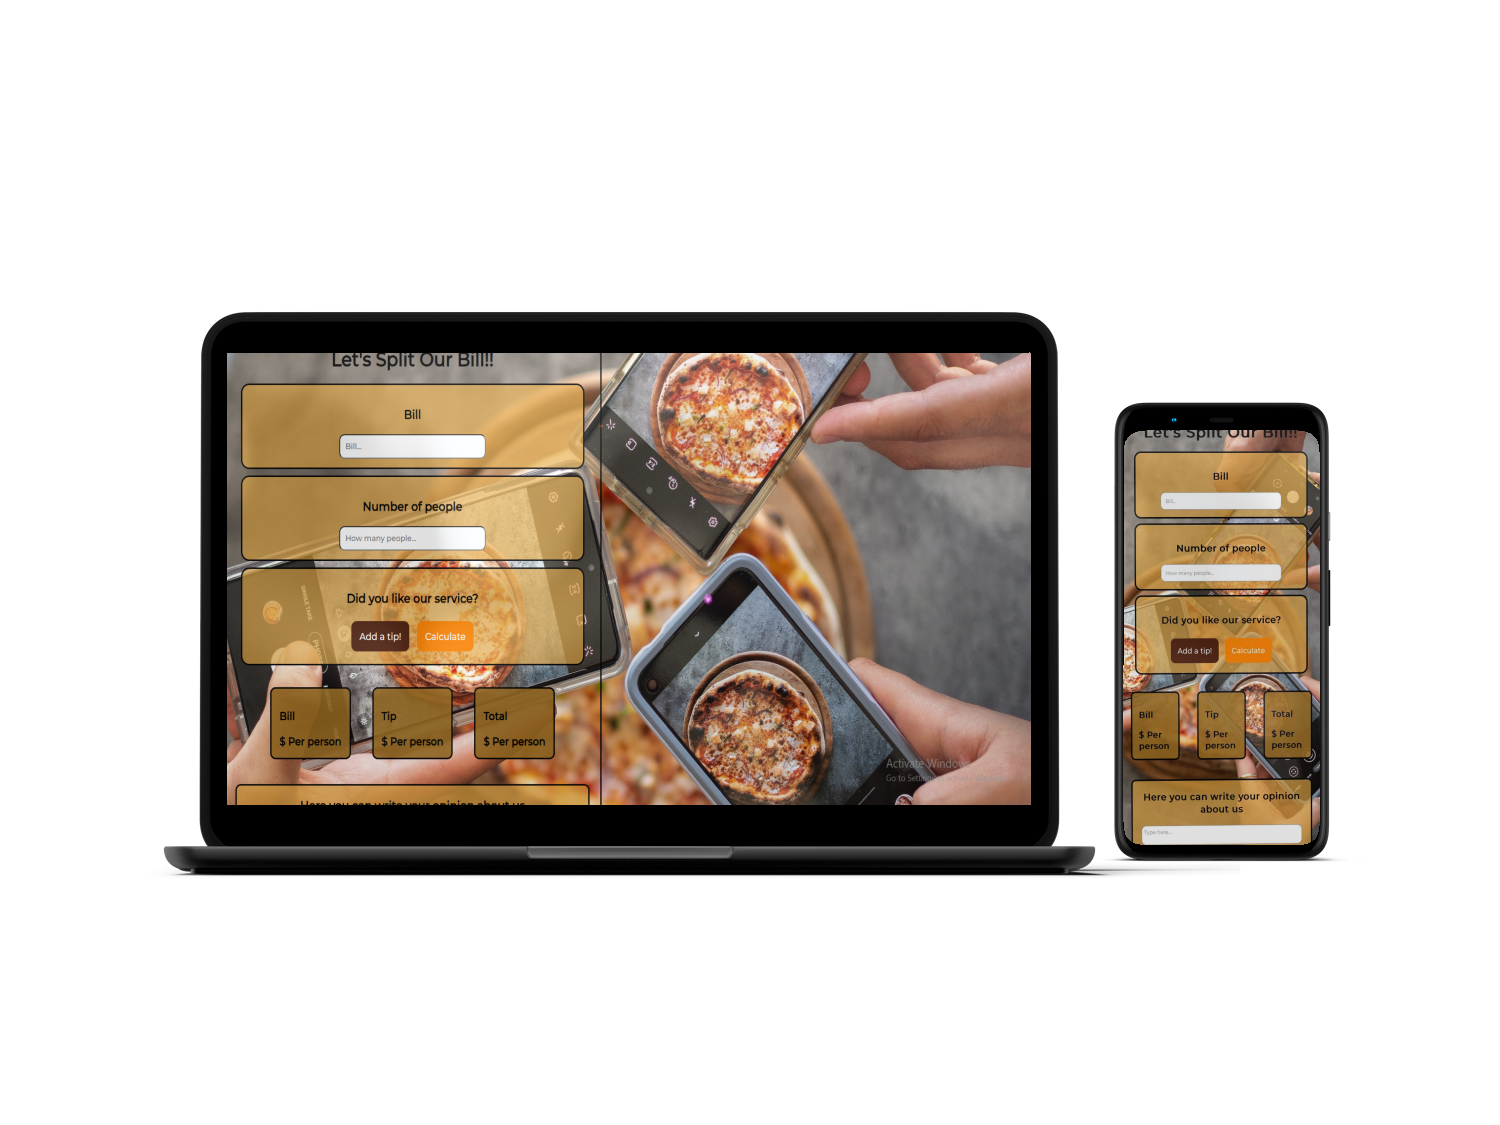 Let's Split Our Bill!!
Bill
Bill...
Number of people
How many people...
Did you like our service?
Add a tip!
Calculate
Bill
$ Per person
Tip
$ Per person
Total
$ Per person
Here you can write your opinion about us
Activate Windows
Go to Settings
Let's Split Our Bill!!
Bill
Bill...
Number of people
How many people...
Did you like our service?
Add a tip!
Calculate
Bill
$ Per
person
Tip
$ Per
person
Total
$ Per
person
Here you can write your opinion
about us
Type here...